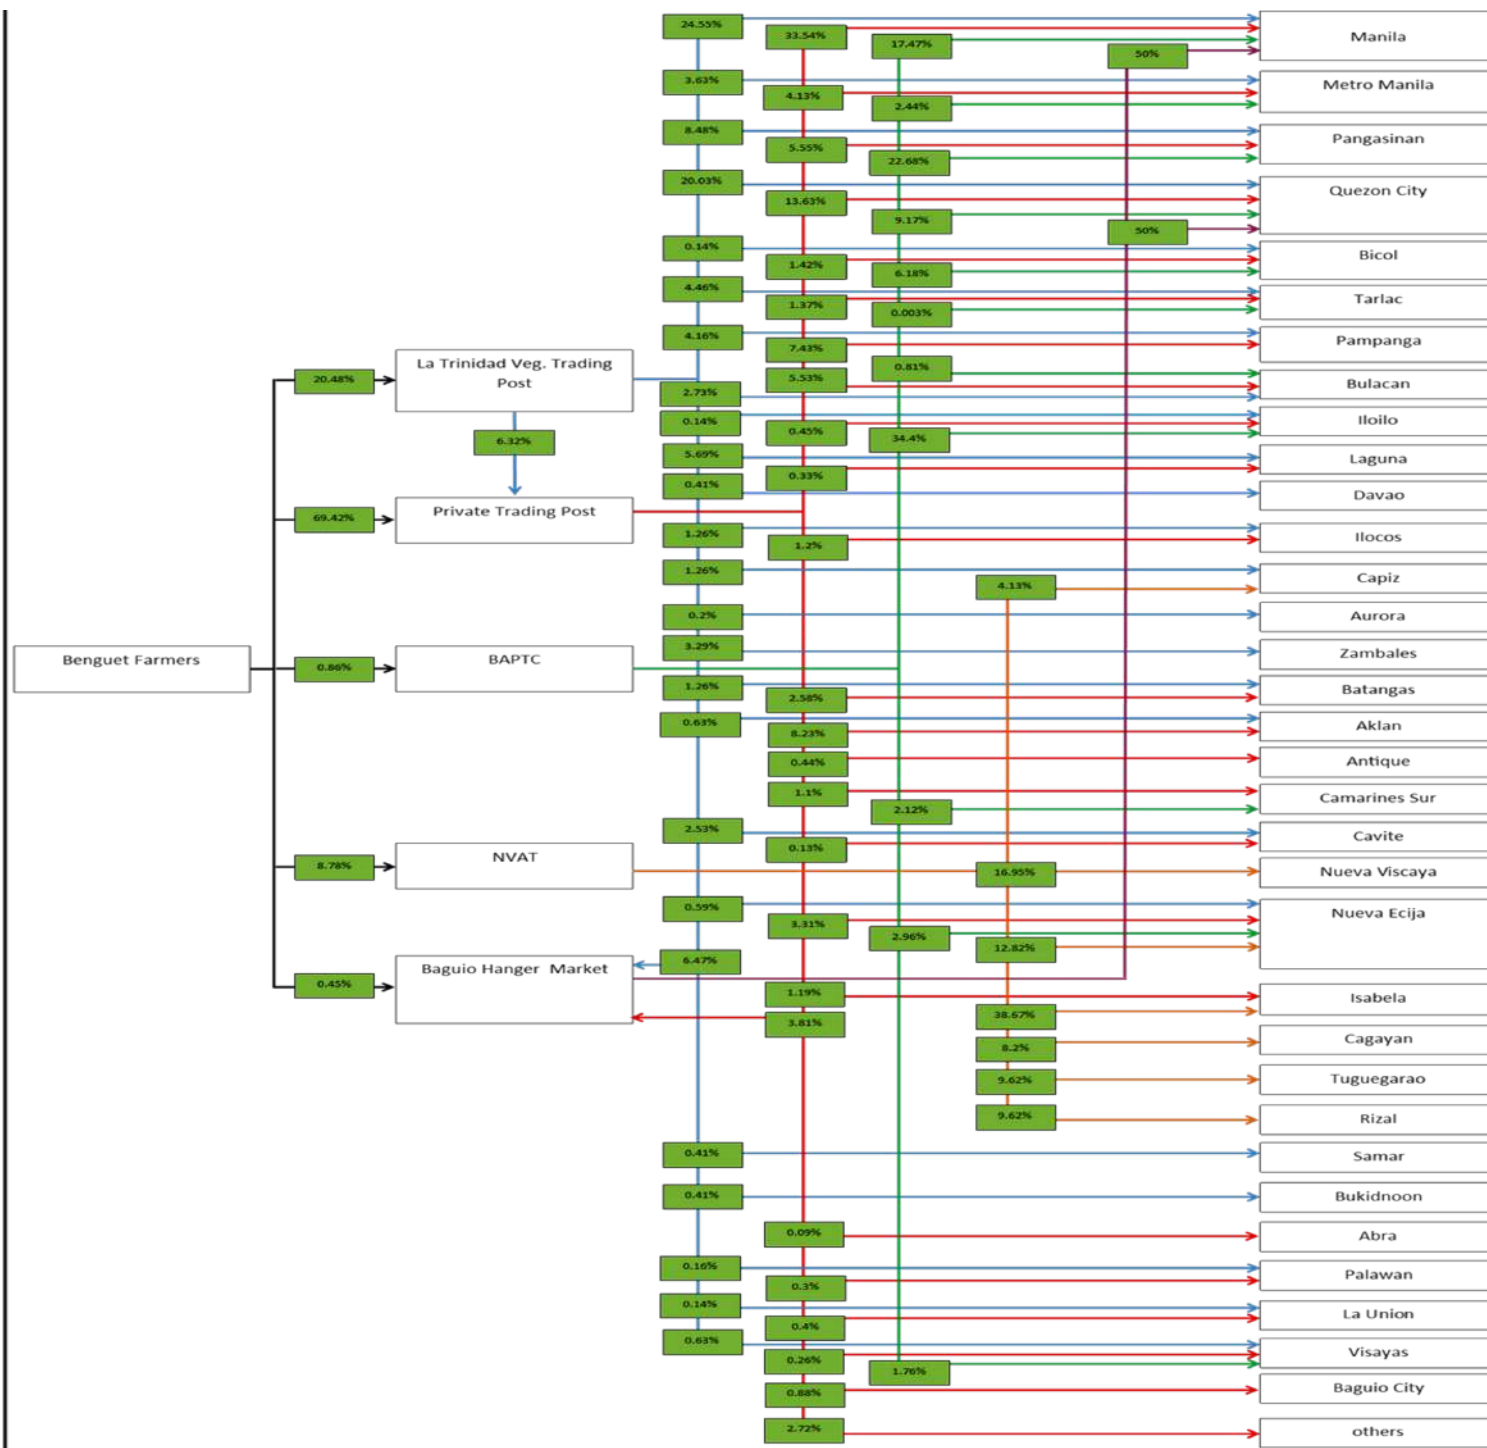 24.55%
33.54%
17.47%
50%
Manila
3.63%
4.13%
2.44%
Metro Manila
8.48%
5.55%
22.68%
Pangasinan
20.03%
13.63%
9.17%
50%
Quezon City
0.14%
1.42%
6.18%
Bicol
4.46%
1.37%
0.003%
Tarlac
4.16%
7.43%
Pampanga
0.81%
5.53%
2.73%
Bulacan
0.14%
0.45%
34.4%
Iloilo
5.69%
0.33%
Laguna
0.41%
Davao
1.26%
1.2%
Ilocos
1.26%
4.13%
Capiz
0.2%
Aurora
3.29%
Zambales
1.26%
2.58%
Batangas
0.63%
8.23%
Aklan
0.44%
Antique
1.1%
2.12%
Camarines Sur
2.53%
0.13%
Cavite
16.95%
Nueva Viscaya
0.59%
3.31%
2.96%
12.82%
Nueva Ecija
6.47%
1.19%
38.67%
Isabela
3.81%
8.2%
Cagayan
9.62%
Tuguegarao
9.62%
Rizal
0.41%
Samar
0.41%
Bukidnoon
0.09%
Abra
0.16%
0.3%
Palawan
0.14%
0.4%
La Union
0.63%
0.26%
1.76%
Visayas
0.88%
Baguio City
2.72%
others
Benguet Farmers
20.48%
La Trinidad Veg. Trading
Post
6.32%
69.42%
Private Trading Post
0.86%
BAPTC
8.78%
NVAT
0.45%
Baguio Hanger Market